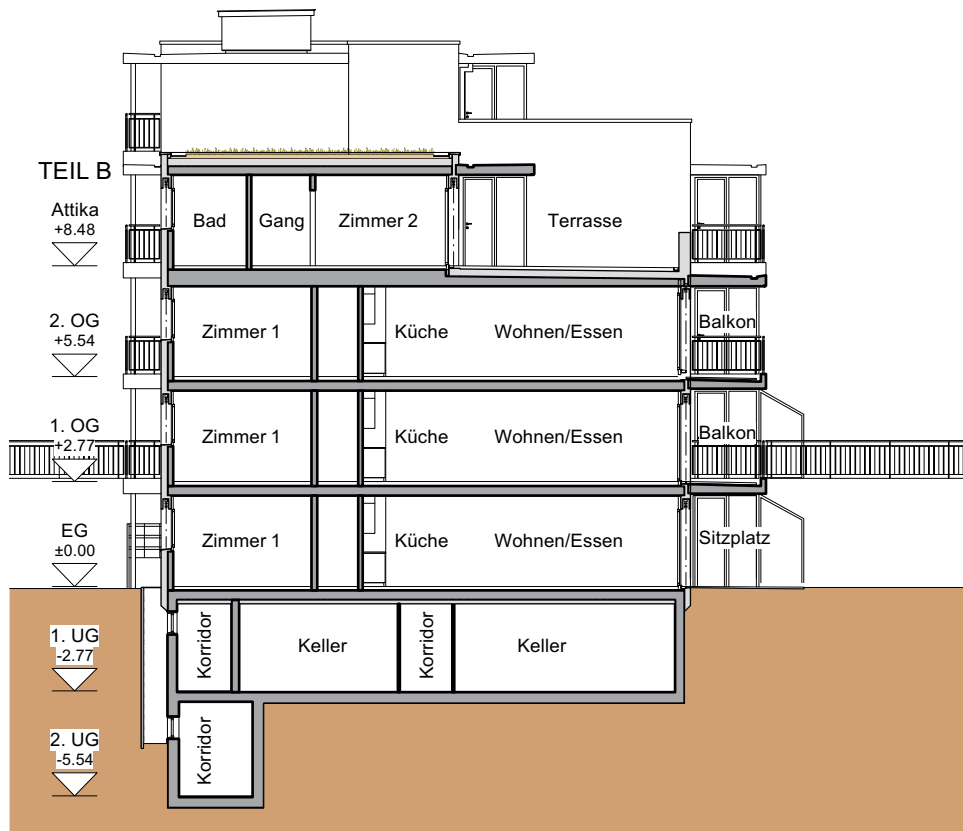 TEIL B
Attika
+8.48
Bad Gang Zimmer 2 Terrasse
2. OG
+5.54
Zimmer 1 Küche Wohnen/Essen Balkon
1. OG
+2.77
Zimmer 1 Küche Wohnen/Essen Balkon
EG
±0.00
Zimmer 1 Küche Wohnen/Essen Sitzplatz
1. UG
-2.77
Korridor Keller Korridor Keller
2. UG
-5.54
Korridor